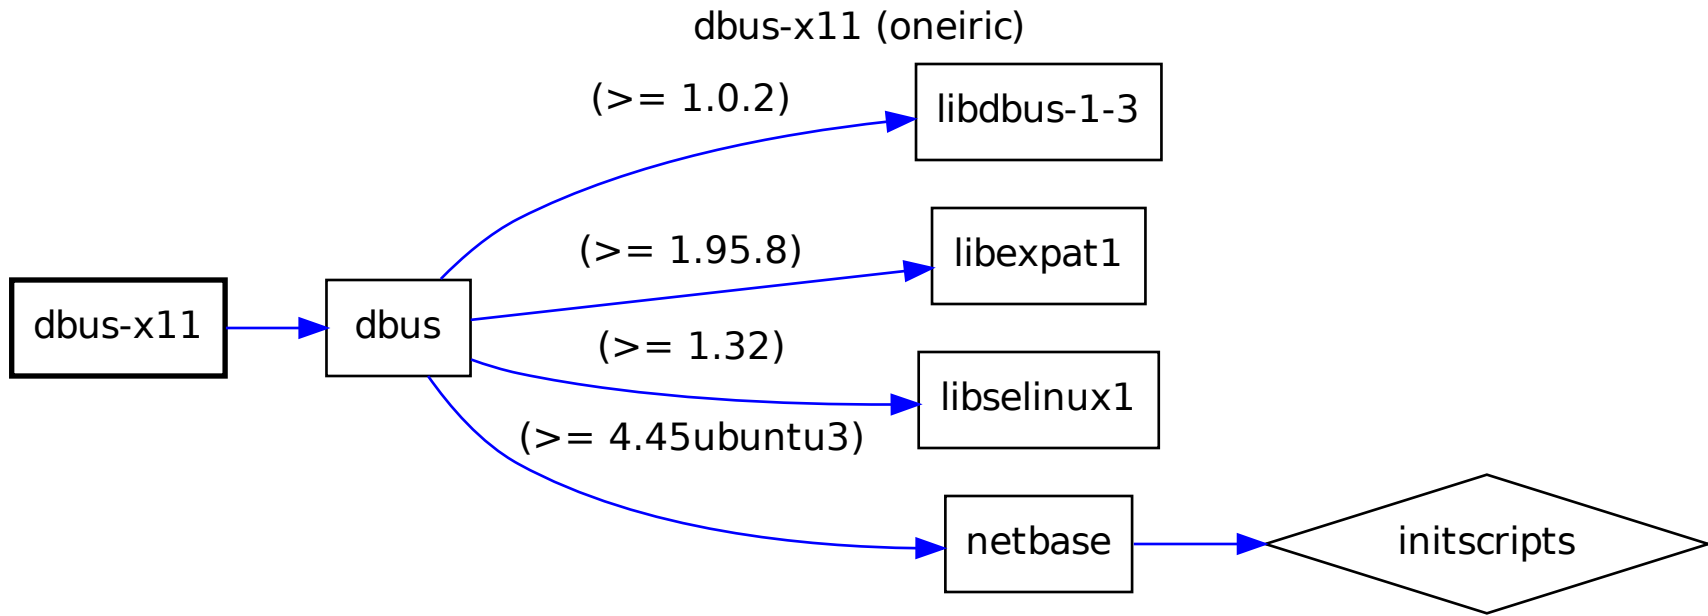 dbus-x11 (oneiric)
(>= 1.0.2)
libdbus-1-3
(>= 1.95.8)
libexpat1
dbus-x11
dbus
(>= 1.32)
libselinux1
(>= 4.45ubuntu3)
netbase
initscripts